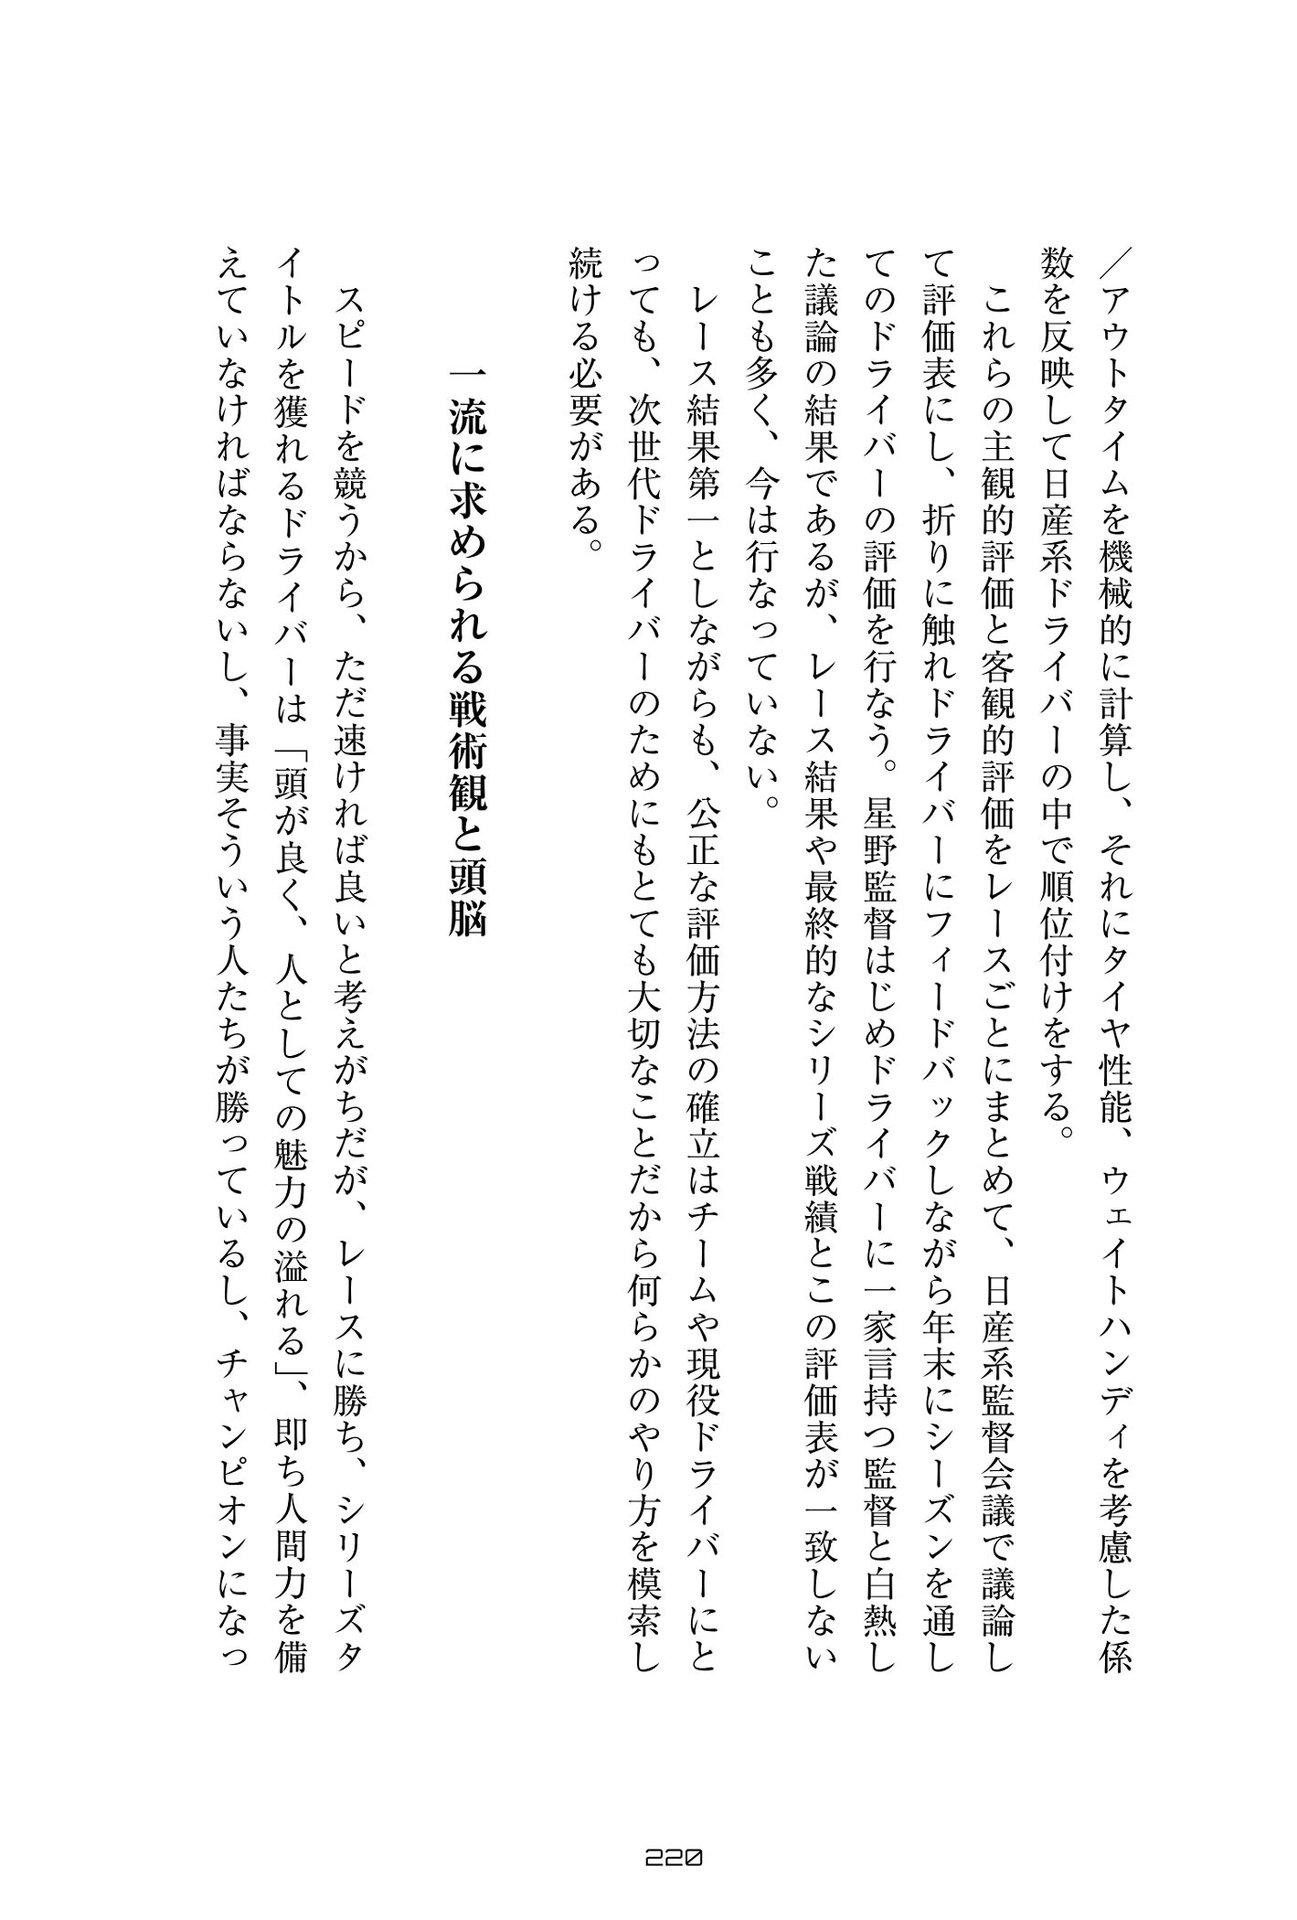 ／アウトタイムを機械的に計算し、それにタイヤ性能、ウェイトハンディを考慮した係
数を反映して日産系ドライバーの中で順位付けをする。
これらの主観的評価と客観的評価をレースごとにまとめて、日産系監督会議で議論し
て評価表にし、折りに触れドライバーにフィードバックしながら年末にシーズンを通し
てのドライバーの評価を行なう。星野監督はじめドライバーに一家言持つ監督と白熱し
た議論の結果であるが、レース結果や最終的なシリーズ戦績とこの評価表が一致しない
ことも多く、今は行なっていない。
レース結果第一としながらも、公正な評価方法の確立はチームや現役ドライバーにと
っても、次世代ドライバーのためにもとても大切なことだから何らかのやり方を模索し
続ける必要がある。
一流に求められる戦術観と頭脳
スピードを競うから、ただ速ければ良いと考えがちだが、レースに勝ち、シリーズタ
イトルを獲れるドライバーは「頭が良く、人としての魅力の溢れる」、即ち人間力を備
えていなければならないし、事実そういう人たちが勝っているし、チャンピオンになっ
220